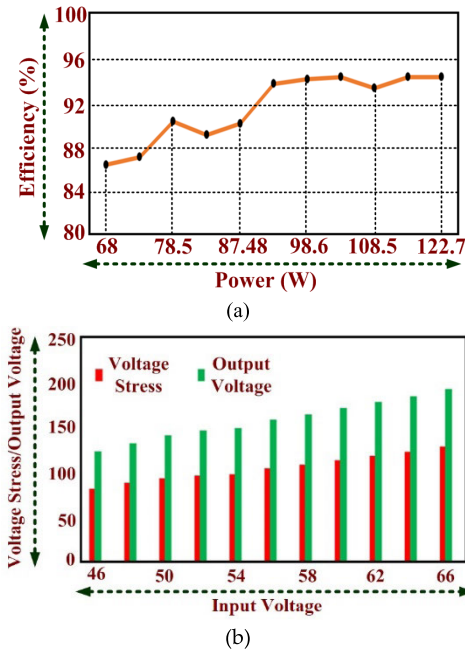 100
96
92
88
84
80
Efficiency (%)
68 78.5 87.48 98.6 108.5 122.7
Power (W)
(a)
250
200
150
100
50
0
Voltage Stress/Output Voltage
Voltage Stress
Output Voltage
46 50 54 58 62 66
Input Voltage
(b)